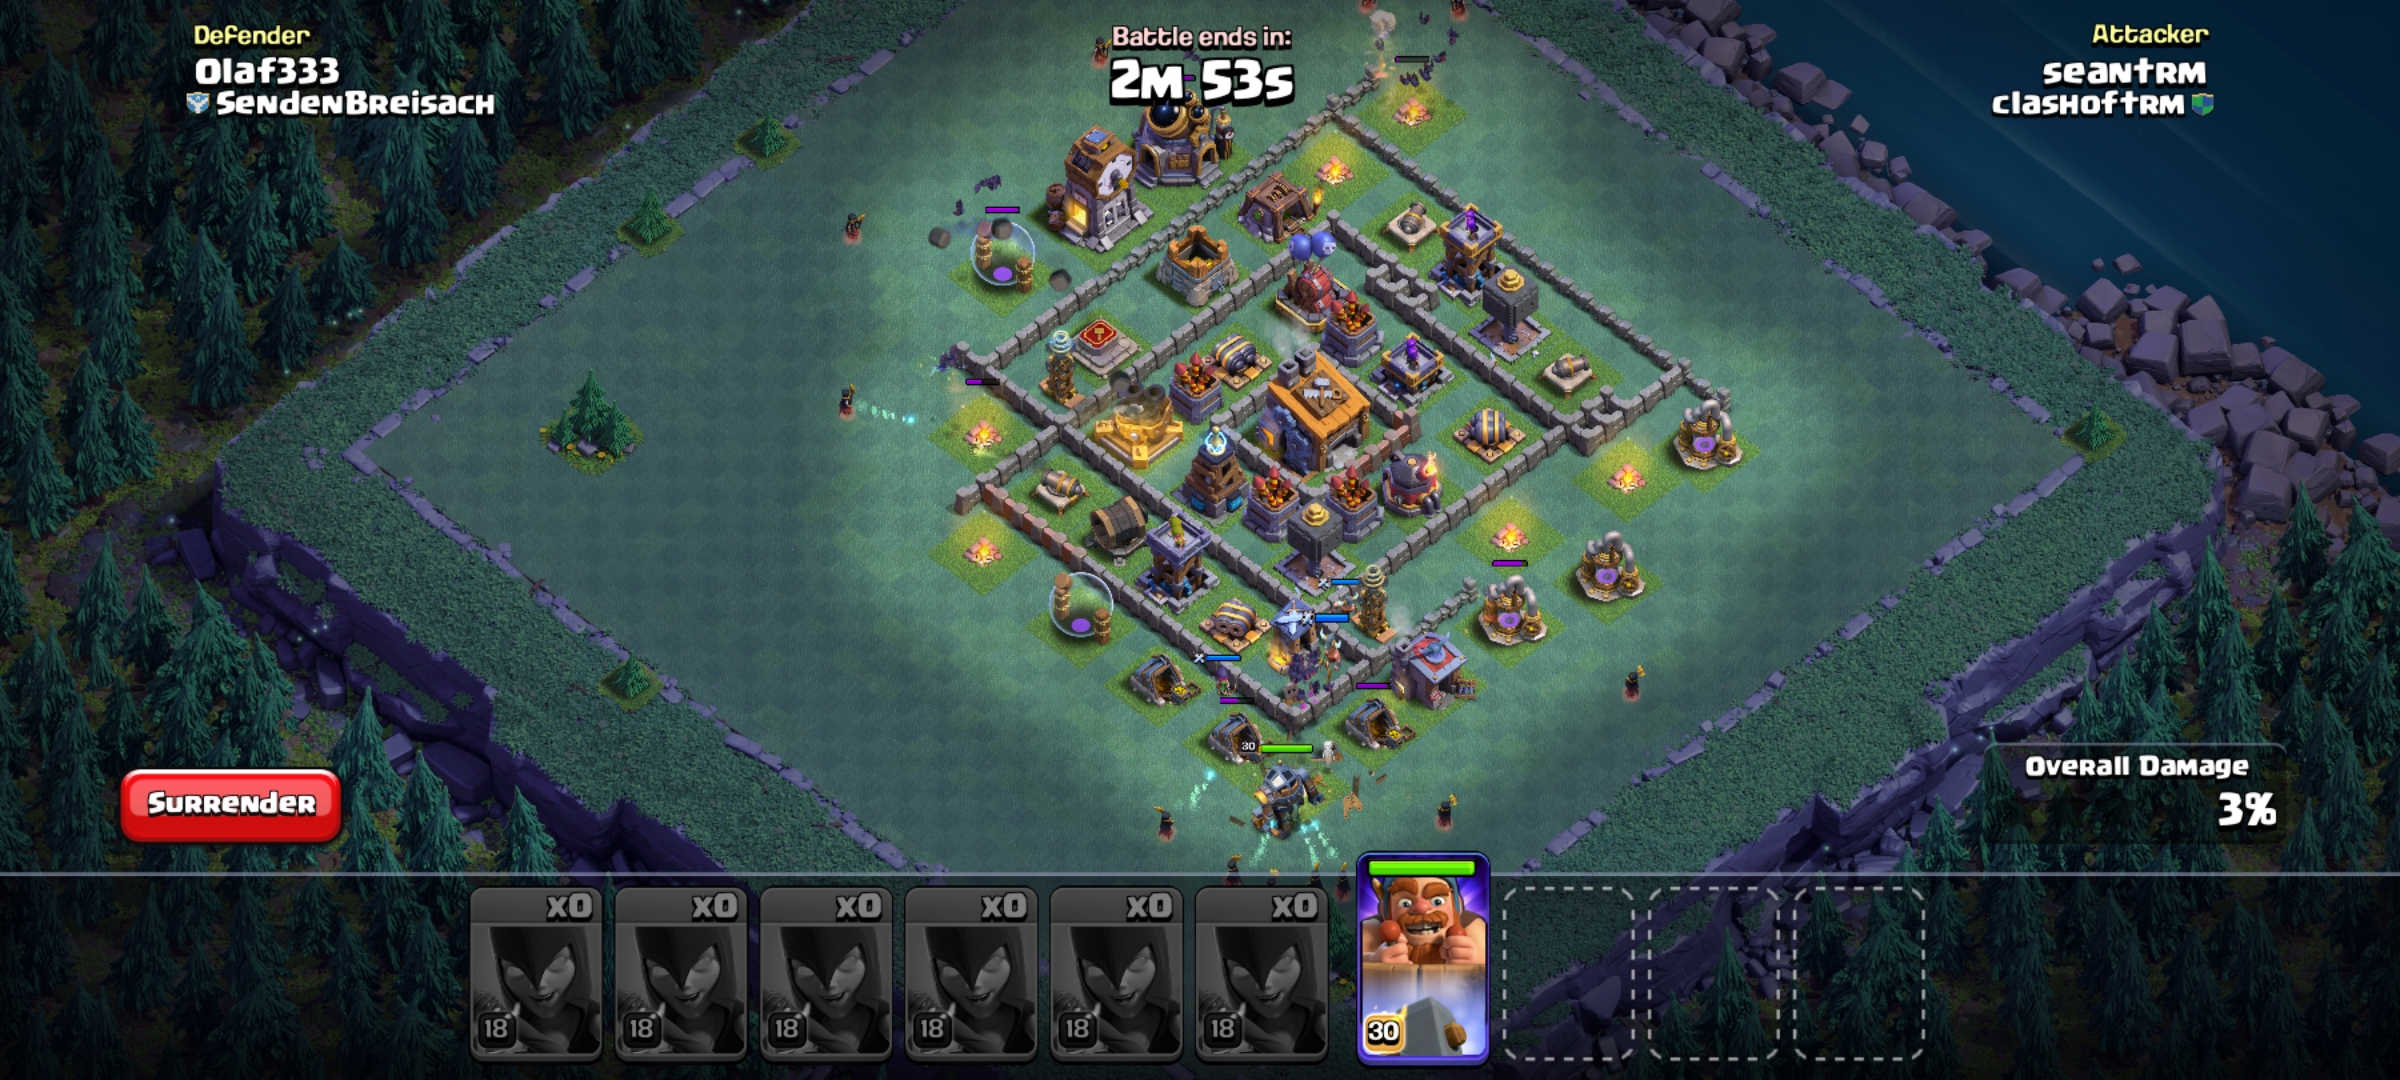 Defender
Olaf333
SendenBreisach
Battle ends in:
2M 53s
Attacker
seantRM
clashoftRM
30
Surrender
Overall Damage
3%
x0
x0
x0
x0
x0
x0
18
18
18
18
18
18
30